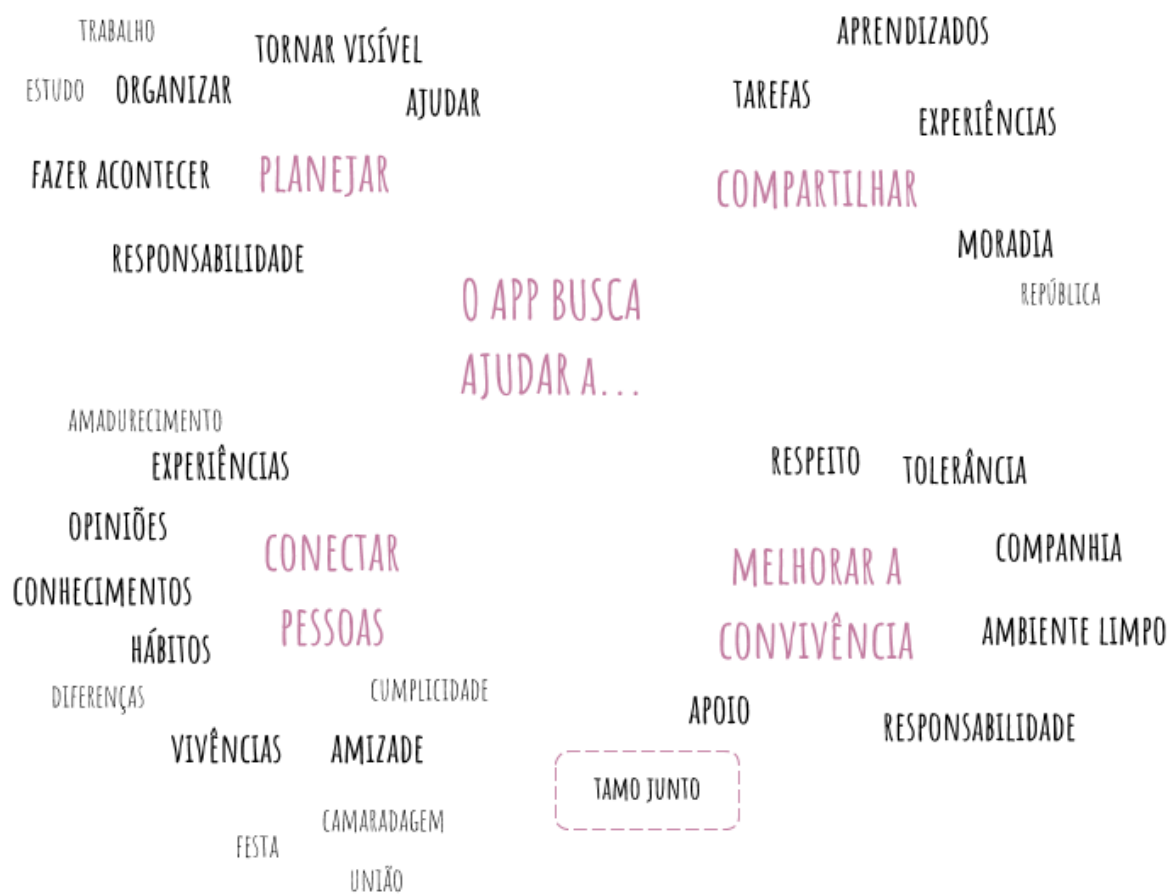 TRABALHO
TORNAR VISÍVEL
ESTUDO
ORGANIZAR
AJUDAR
FAZER ACONTECER
PLANEJAR
RESPONSABILIDADE
APRENDIZADOS
TAREFAS
EXPERIÊNCIAS
COMPARTILHAR
MORADIA
REPÚBLICA
O APP BUSCA
AJUDAR A...
AMADURECIMENTO
EXPERIÊNCIAS
OPINIÕES
CONECTAR
PESSOAS
CONHECIMENTOS
HÁBITOS
DIFERENÇAS
CUMPLICIDADE
VIVÊNCIAS
AMIZADE
CAMARADAGEM
FESTA
UNIÃO
RESPEITO
TOLERÂNCIA
COMPANHIA
MELHORAR A
CONVIVÊNCIA
AMBIENTE LIMPO
APOIO
RESPONSABILIDADE
TAMO JUNTO